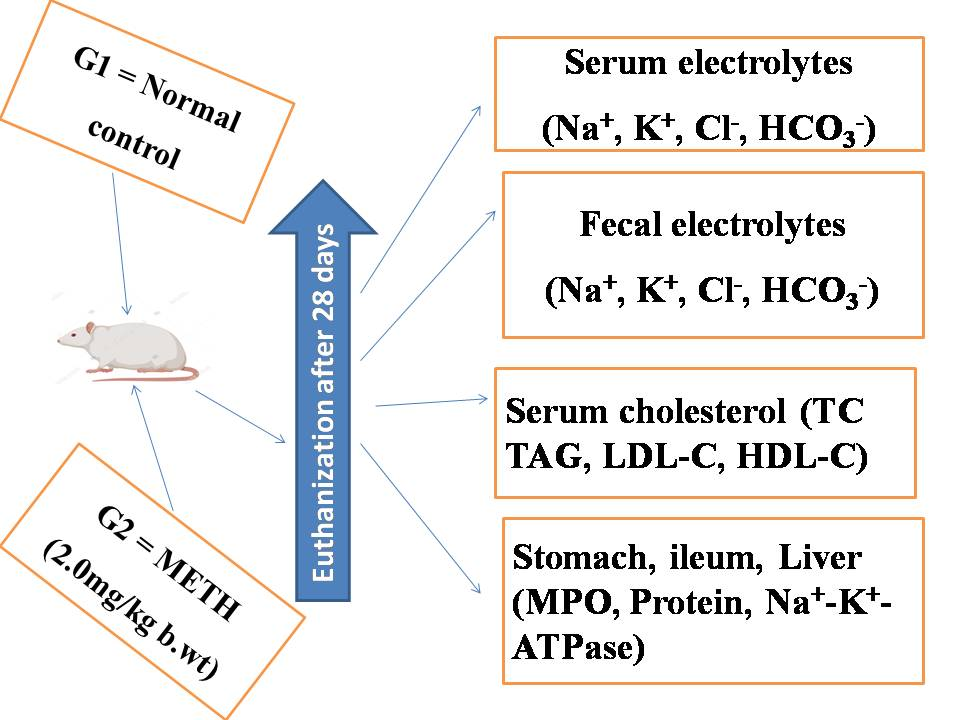 G1 = Normal
control
G2 = METH
(2.0mg/kg b.wt)
Euthanization after 28 days
Serum electrolytes
(Na⁺, K⁺, Cl⁻, HCO₃⁻)
Fecal electrolytes
(Na⁺, K⁺, Cl⁻, HCO₃⁻)
Serum cholesterol (TC
TAG, LDL-C, HDL-C)
Stomach, ileum, Liver
(MPO, Protein, Na⁺-K⁺-
ATPase)